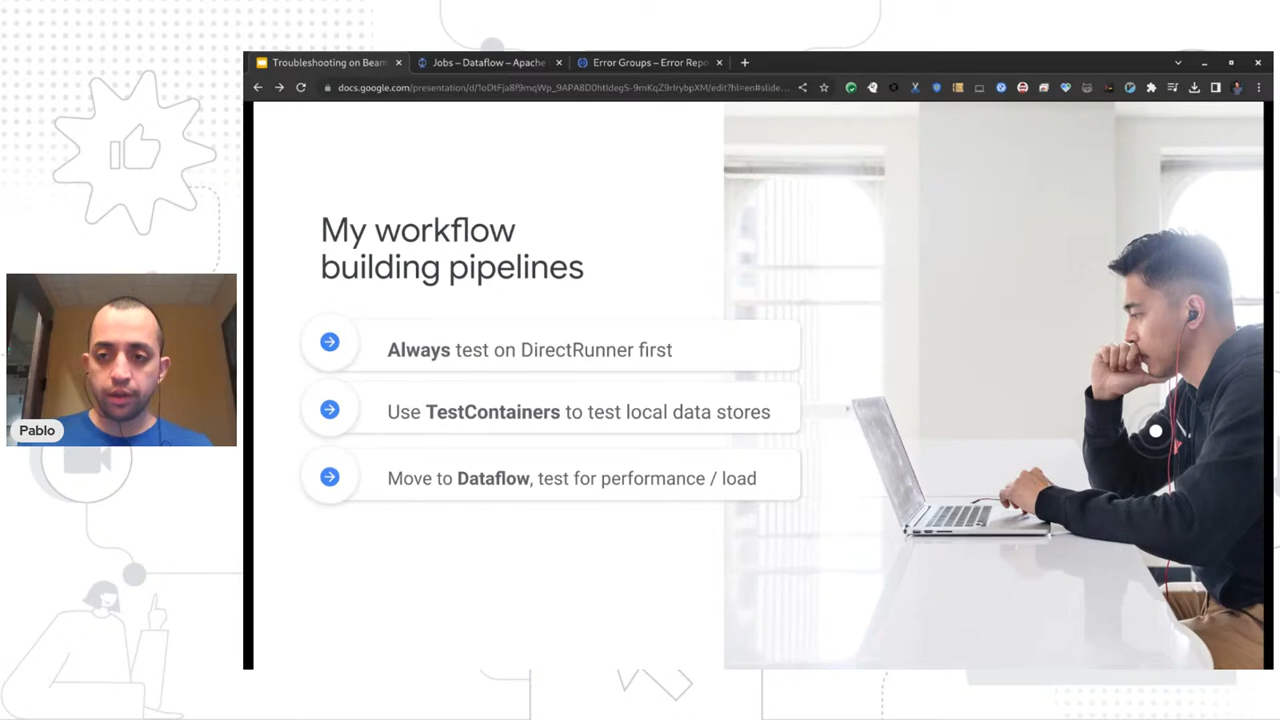 Troubleshooting on Beam
Jobs – Dataflow – Apache
Error Groups – Error Repo
My workflow
building pipelines
Always test on DirectRunner first
Use TestContainers to test local data stores
Move to Dataflow, test for performance / load
Pablo